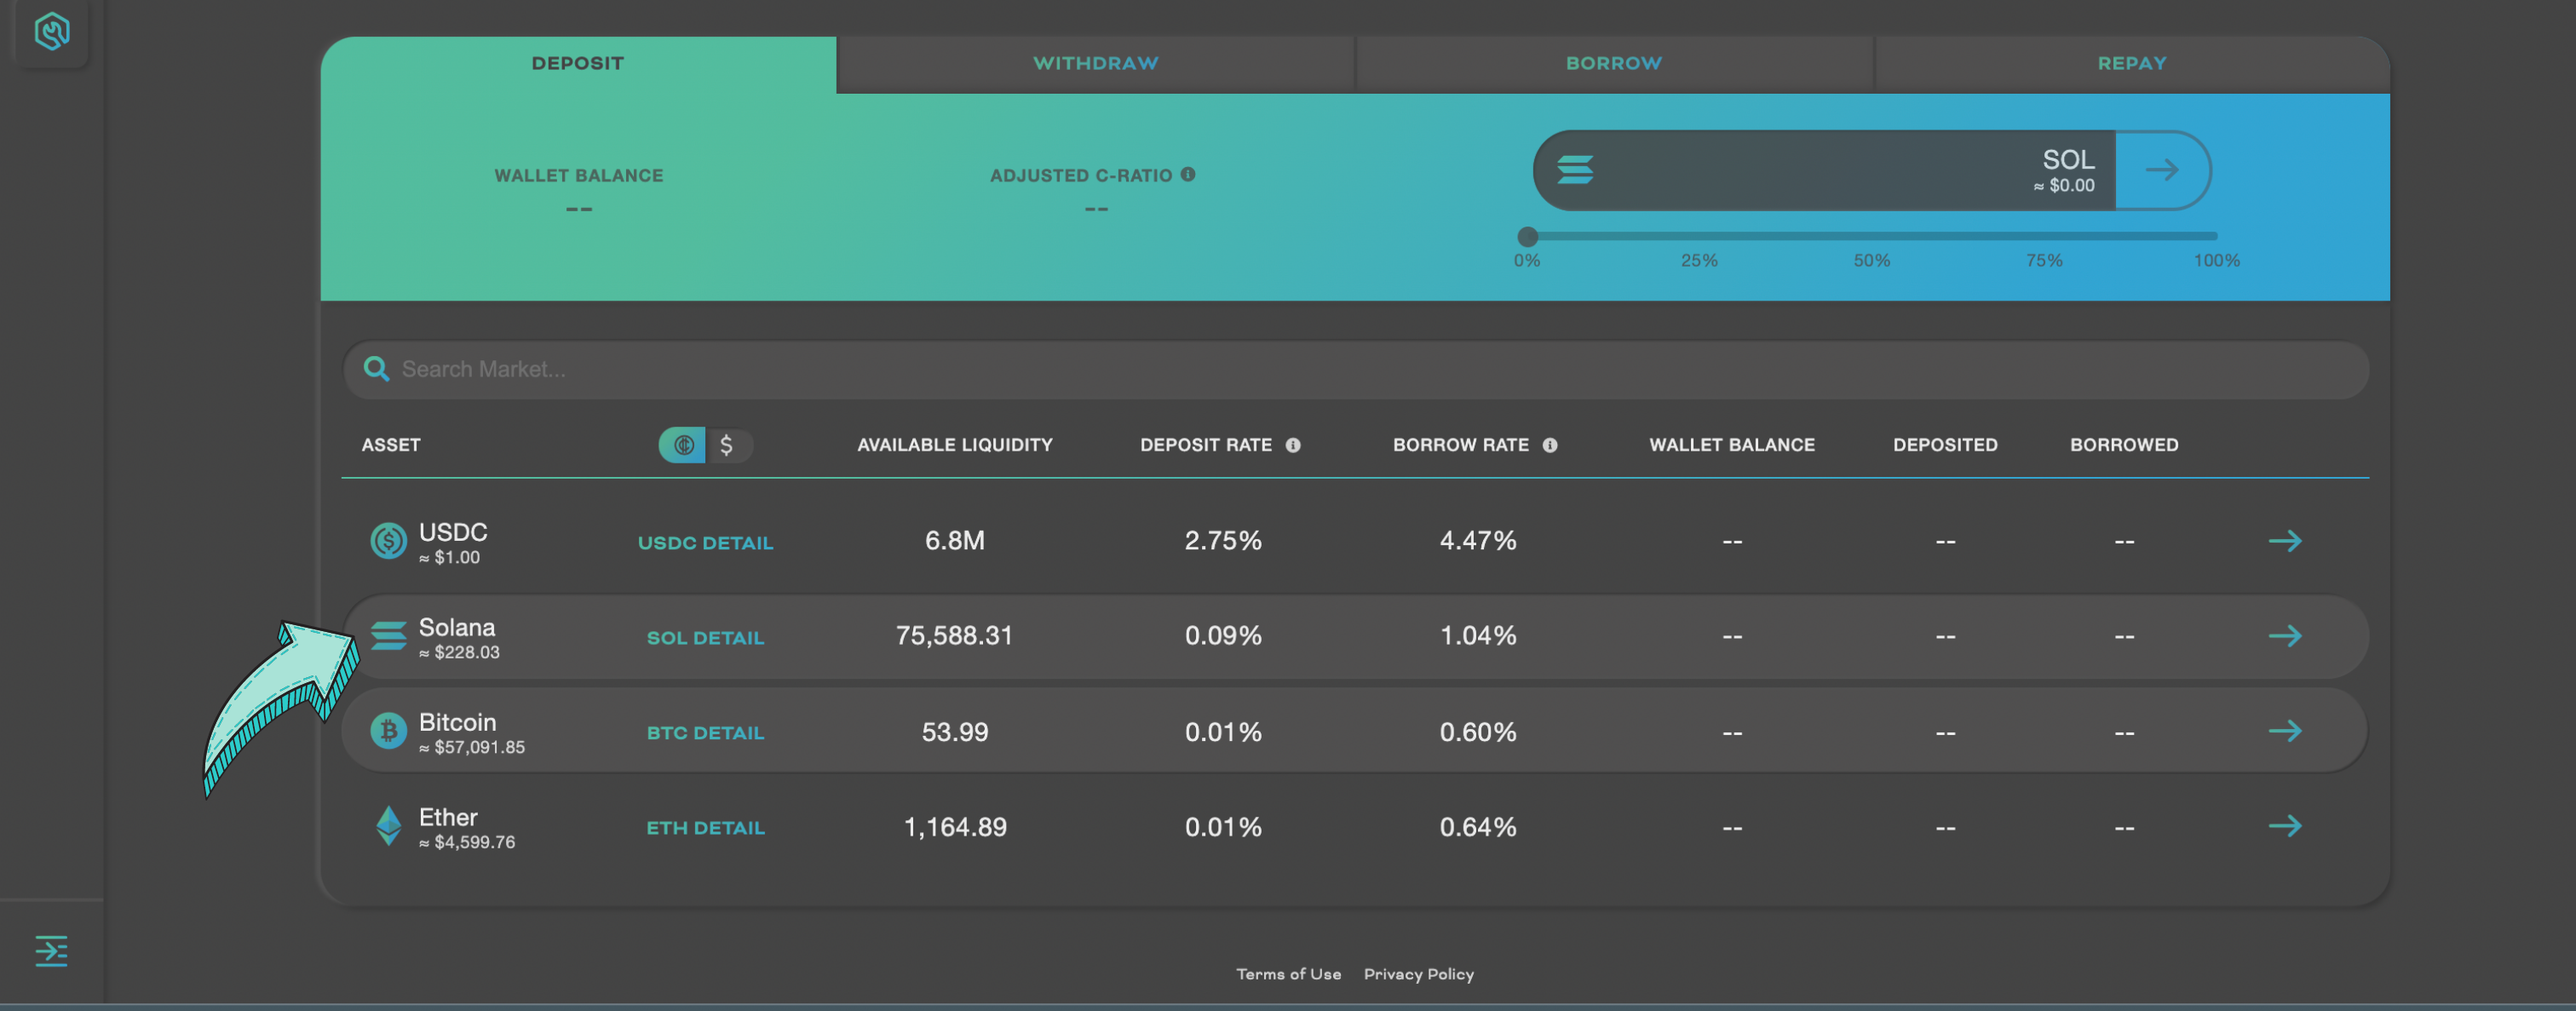 DEPOSIT WITHDRAW BORROW REPAY
WALLET BALANCE ADJUSTED C-RATIO SOL
≈ $0.00
-- --
0% 25% 50% 75% 100%
Search Market...
ASSET $ AVAILABLE LIQUIDITY DEPOSIT RATE BORROW RATE WALLET BALANCE DEPOSITED BORROWED
USDC USDC DETAIL 6.8M 2.75% 4.47% -- -- --
≈ $1.00
Solana SOL DETAIL 75,588.31 0.09% 1.04% -- -- --
≈ $228.03
Bitcoin BTC DETAIL 53.99 0.01% 0.60% -- -- --
≈ $57,091.85
Ether ETH DETAIL 1,164.89 0.01% 0.64% -- -- --
≈ $4,599.76
Terms of Use Privacy Policy